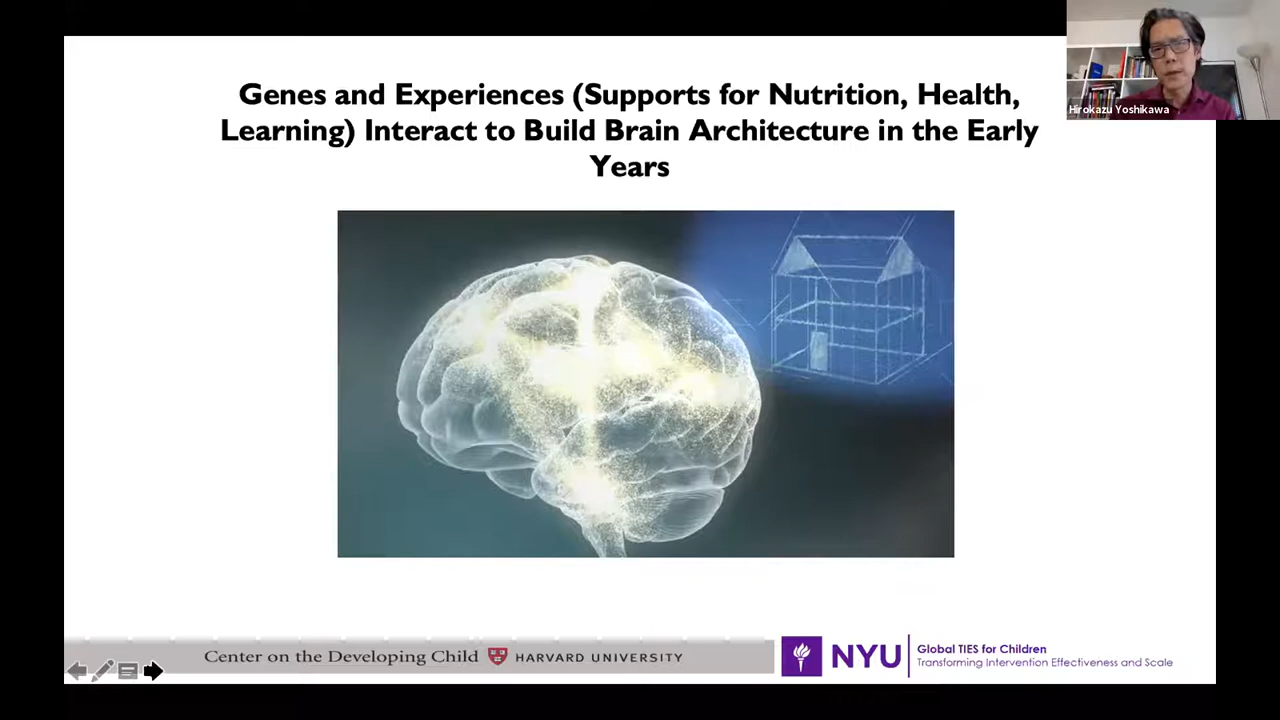 Genes and Experiences (Supports for Nutrition, Health,
Learning) Interact to Build Brain Architecture in the Early
Years
Hirokazu Yoshikawa
Center on the Developing Child HARVARD UNIVERSITY
NYU
Global TIES for Children
Transforming Intervention Effectiveness and Scale